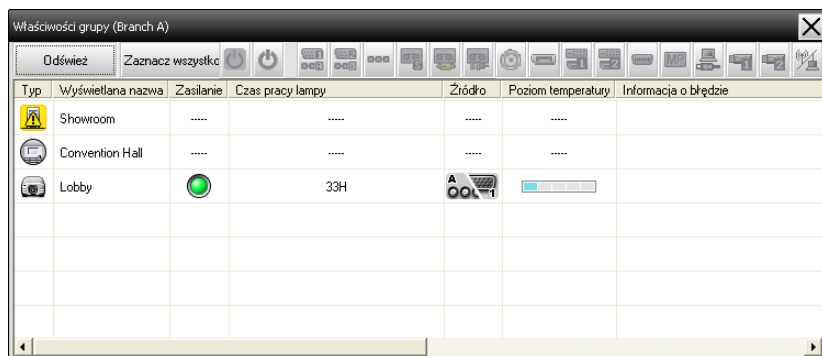 Właściwości grupy (Branch A)
Odśwież Zaznacz wszystko
Typ Wyświetlana nazwa Zasilanie Czas pracy lampy Źródło Poziom temperatury Informacja o błędzie
Showroom ----- ----- ----- -----
Convention Hall ----- ----- ----- -----
Lobby 33H A 1